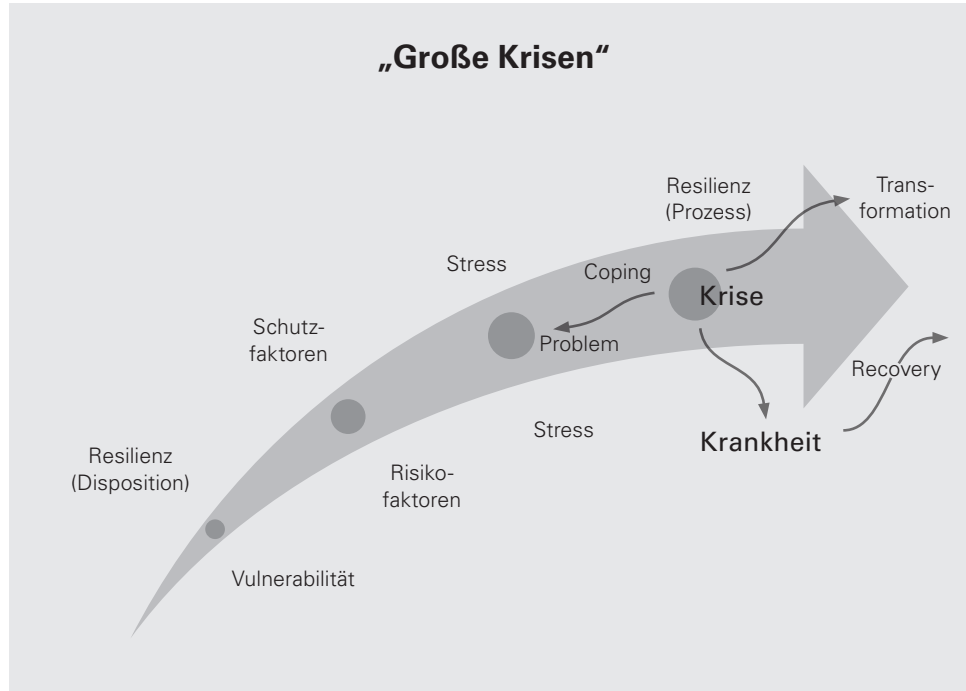 „Große Krisen“
Resilienz
(Prozess)
Trans-
formation
Stress
Coping
Krise
Schutz-
faktoren
Problem
Recovery
Stress
Krankheit
Resilienz
(Disposition)
Risiko-
faktoren
Vulnerabilität